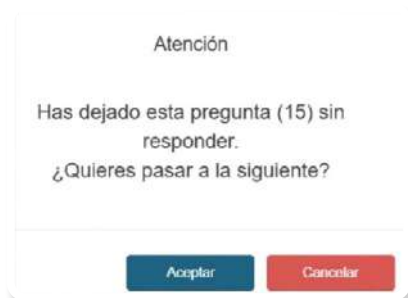 Atención
Has dejado esta pregunta (15) sin
responder.
¿Quieres pasar a la siguiente?
Aceptar
Cancelar